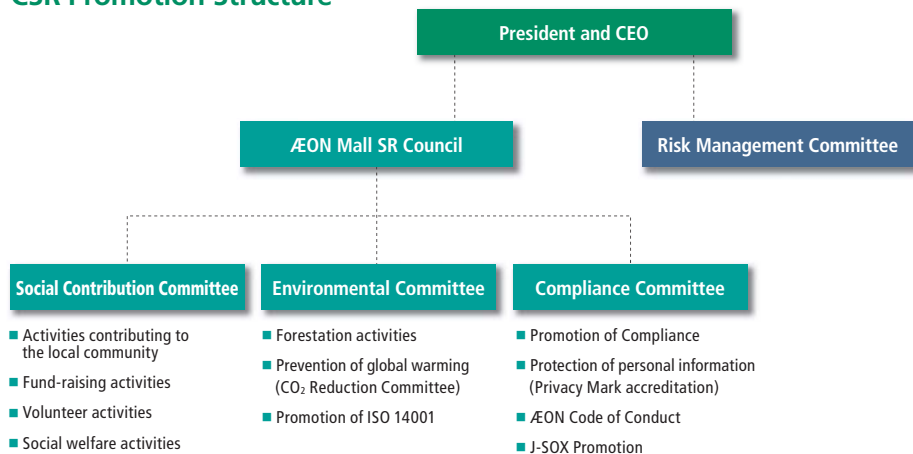 CSR Promotion Structure
President and CEO
ÆON Mall SR Council
Risk Management Committee
Social Contribution Committee
■ Activities contributing to
the local community
■ Fund-raising activities
■ Volunteer activities
■ Social welfare activities
Environmental Committee
■ Forestation activities
■ Prevention of global warming
(CO₂ Reduction Committee)
■ Promotion of ISO 14001
Compliance Committee
■ Promotion of Compliance
■ Protection of personal information
(Privacy Mark accreditation)
■ ÆON Code of Conduct
■ J-SOX Promotion